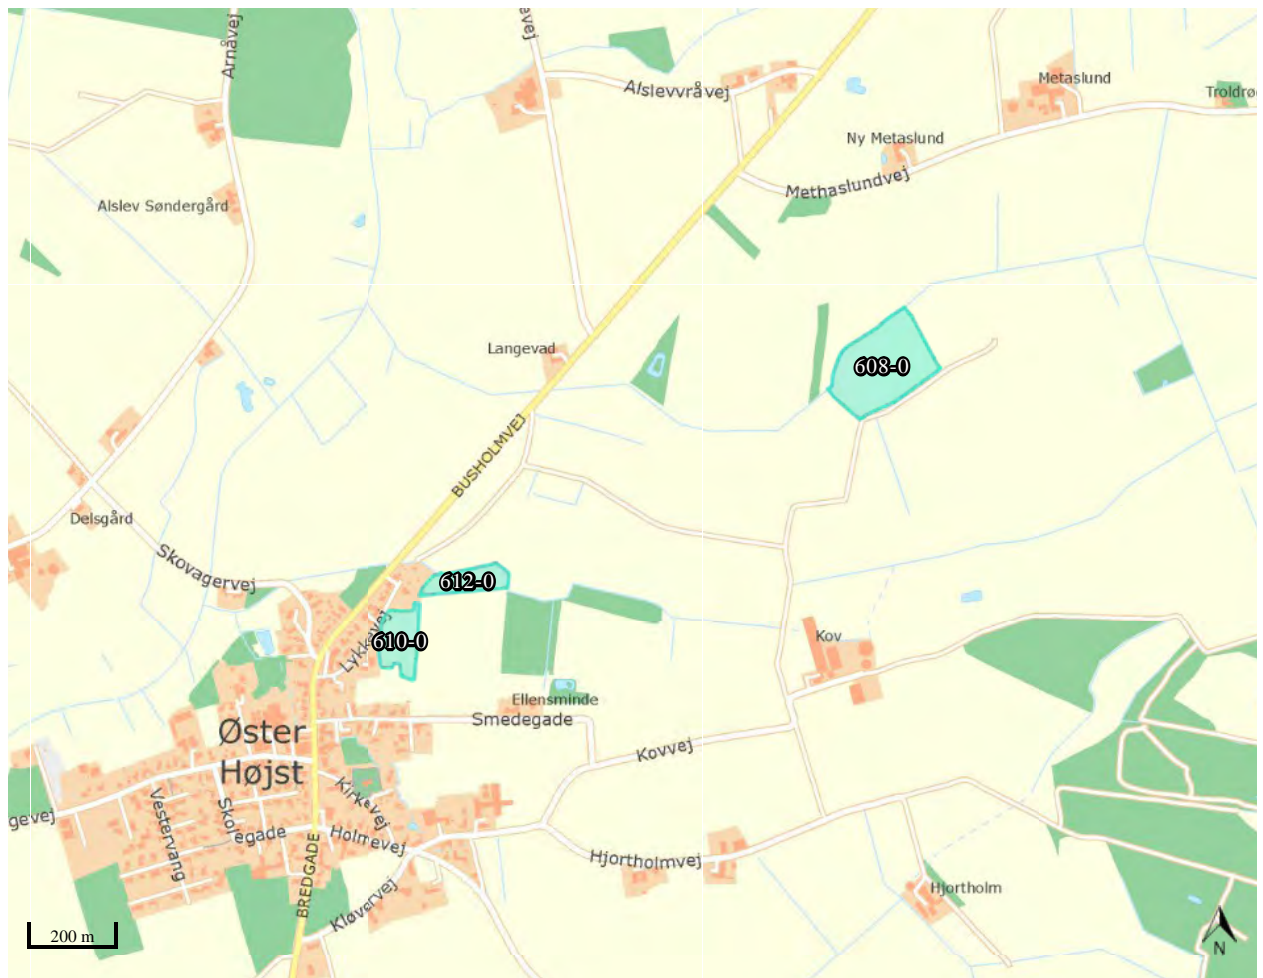 Arnåvej
evej
Alslevvråvej
Metaslund
Troldrø
Ny Metaslund
Methaslundvej
Alslev Søndergård
Langevad
608-0
BUSHOLMVEJ
Delsgård
Skovagervej
612-0
Lykkevej
610-0
Kov
Ellensminde
Smedegade
Øster
Højst
Kovvej
gevej
Vestervang
Skolegade
Kirkevej
Holmevej
BREDGADE
Hjortholmvej
Kløvervej
Hjortholm
200 m
N